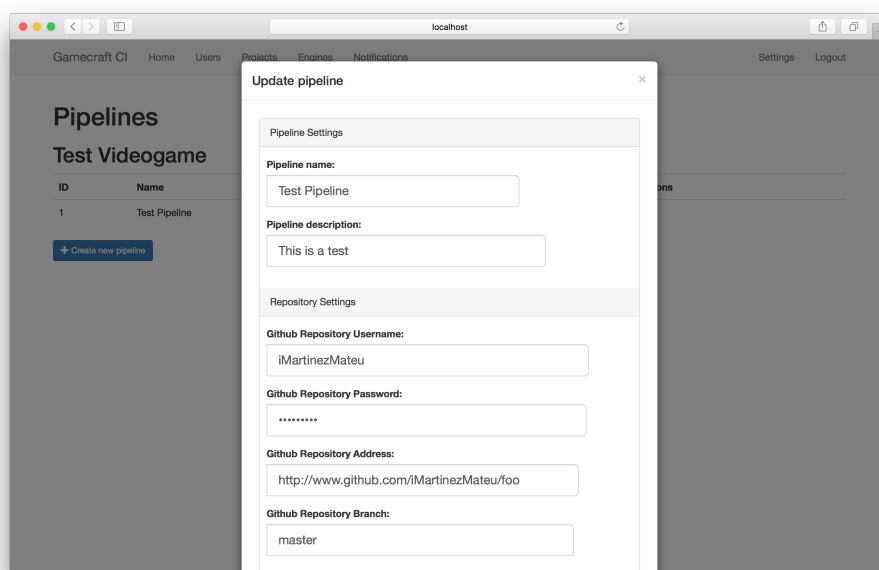 localhost
Gamecraft CI Home Users Projects Engines Notifications Settings Logout
Update pipeline ×
Pipelines
Test Videogame
ID Name
1 Test Pipeline
+ Create new pipeline
Pipeline Settings
Pipeline name:
Test Pipeline
Pipeline description:
This is a test
Repository Settings
Github Repository Username:
iMartinezMateu
Github Repository Password:
•••••••••
Github Repository Address:
http://www.github.com/iMartinezMateu/foo
Github Repository Branch:
master